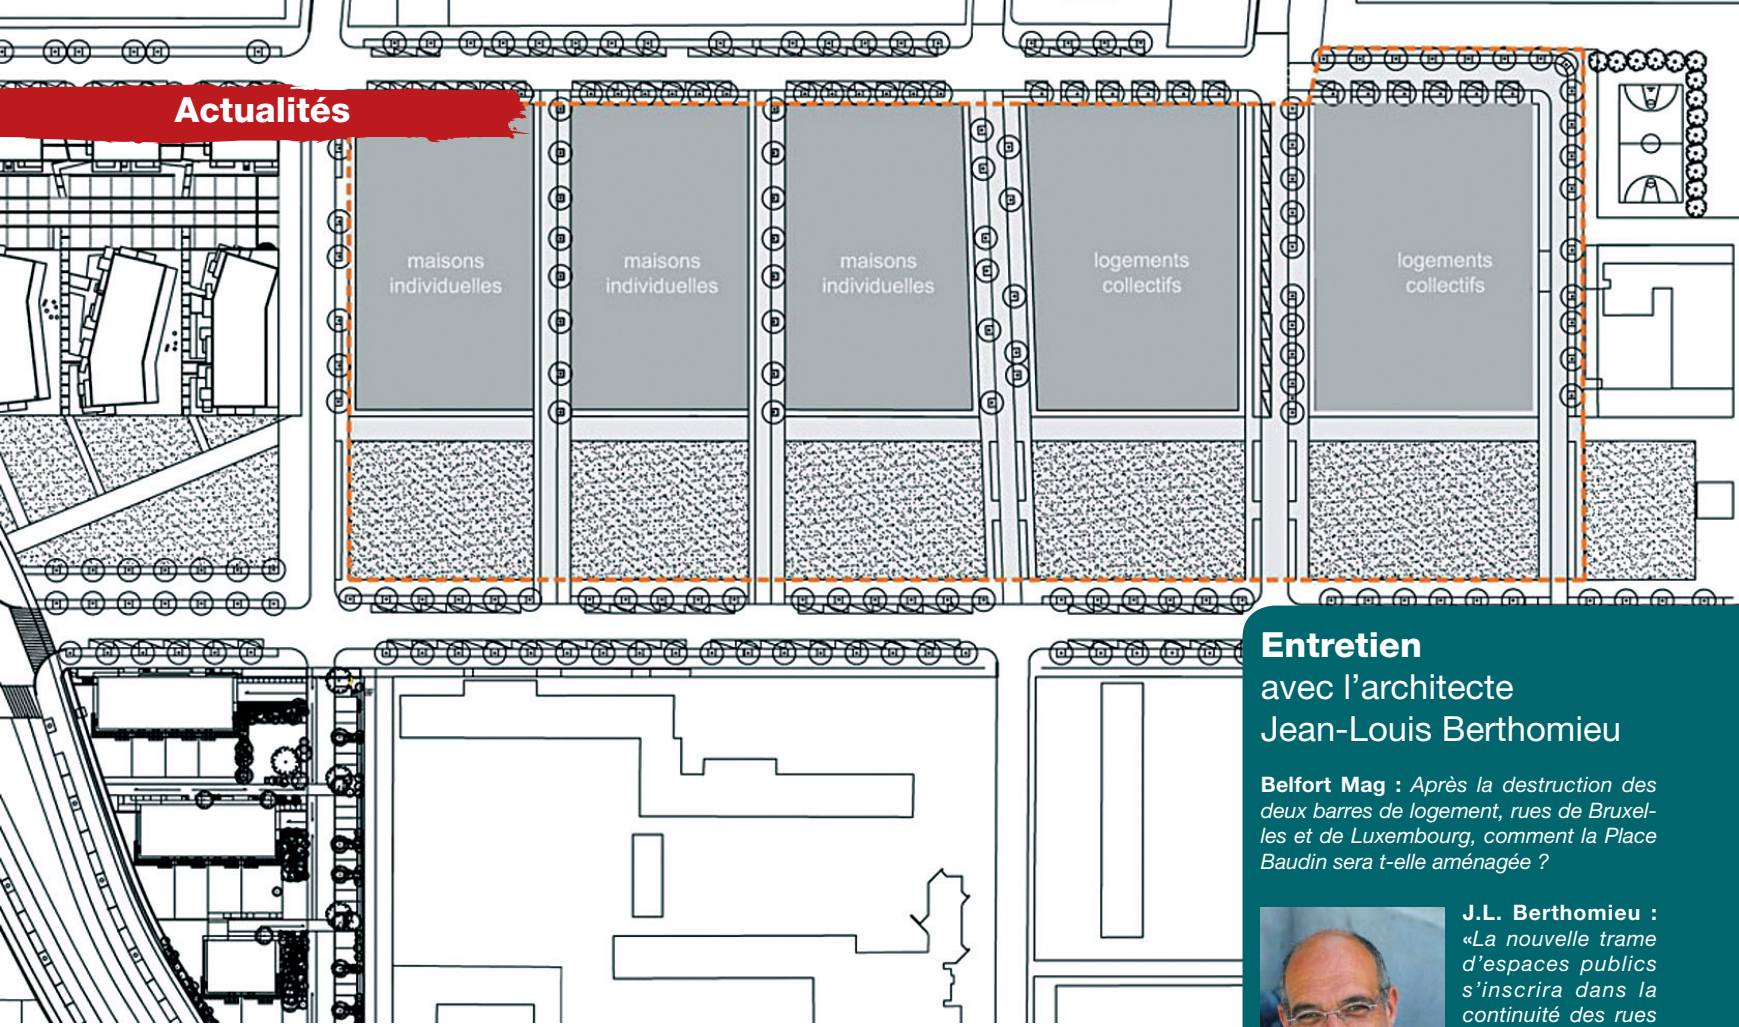 Actualités
maisons
individuelles
maisons
individuelles
maisons
individuelles
logements
collectifs
logements
collectifs
Entretien
avec l’architecte
Jean-Louis Berthomieu
Belfort Mag : Après la destruction des
deux barres de logement, rues de Bruxel-
les et de Luxembourg, comment la Place
Baudin sera t-elle aménagée ?
J.L. Berthomieu :
«La nouvelle trame
d’espaces publics
s’inscrira dans la
continuité des rues